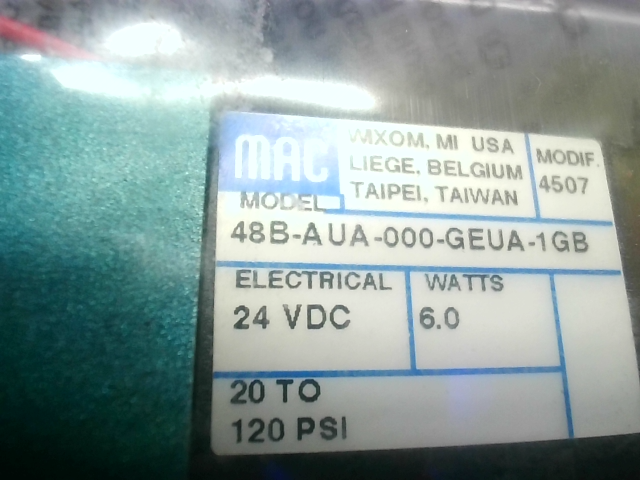 MAC
WIXOM, MI USA
LIEGE, BELGIUM
TAIPEI, TAIWAN
MODIF.
4507
MODEL
48B-AUA-000-GEUA-1GB
ELECTRICAL
24 VDC
WATTS
6.0
20 TO
120 PSI